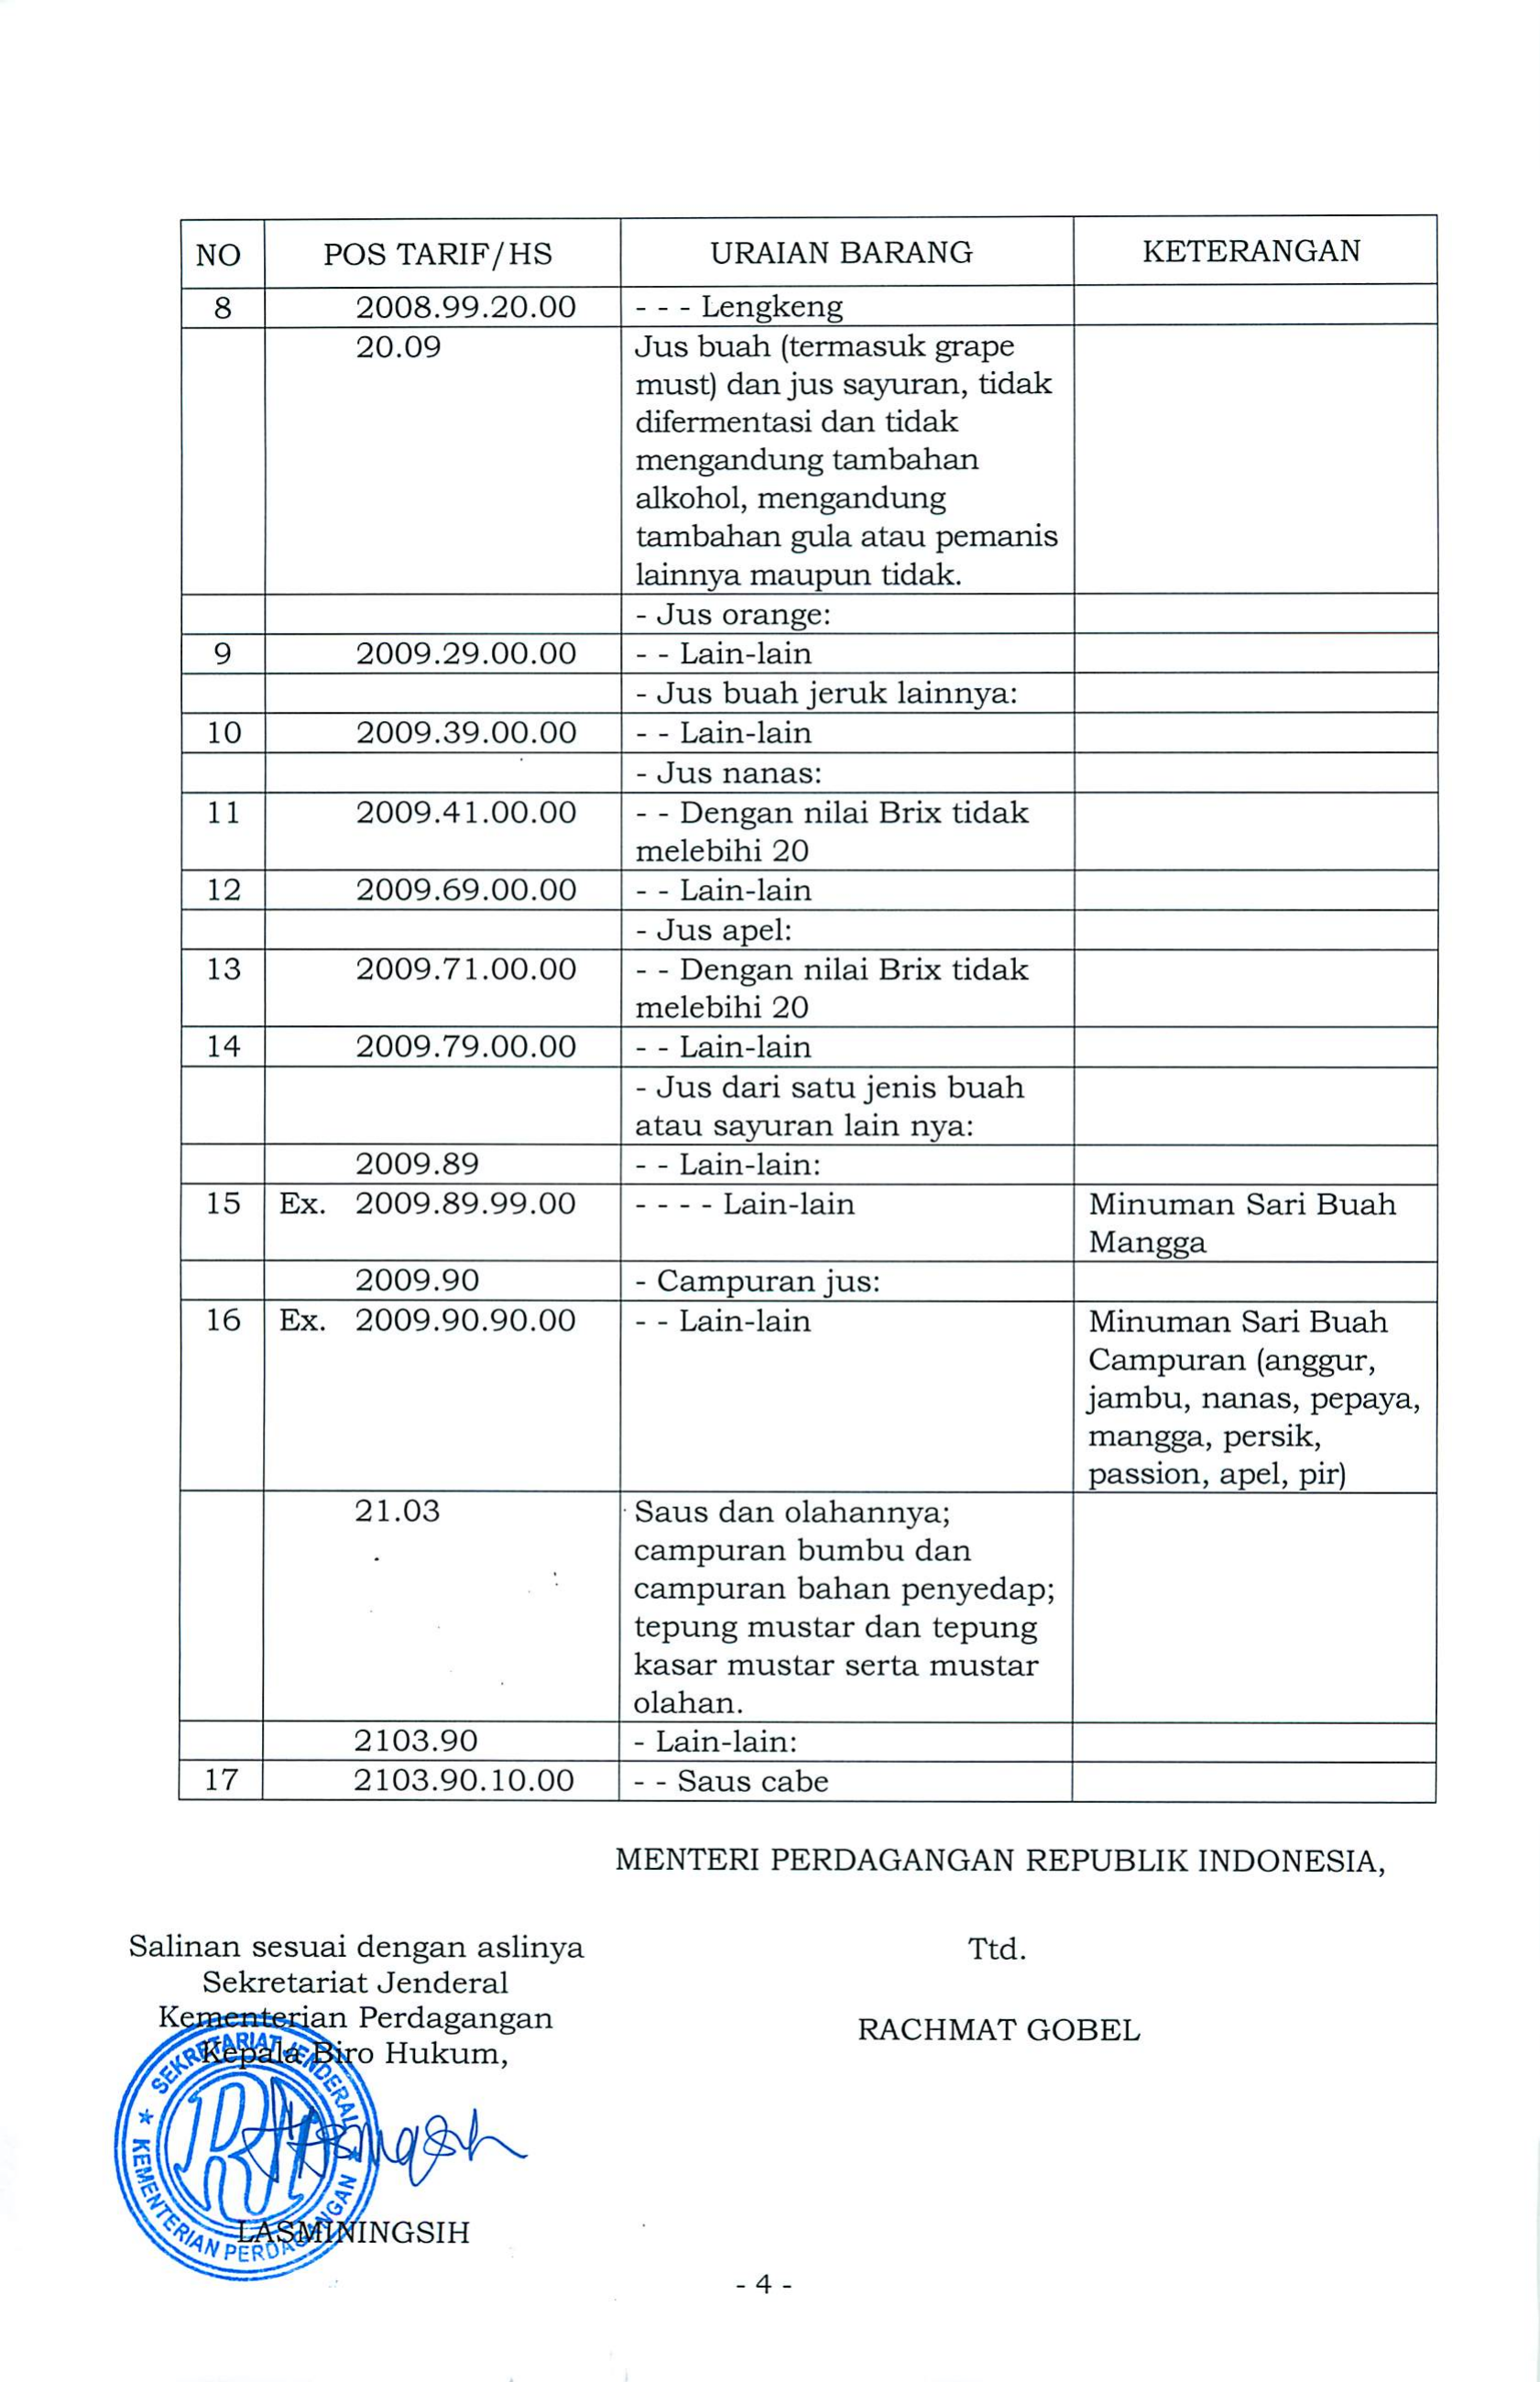 NO POS TARIF/HS URAIAN BARANG KETERANGAN
8 2008.99.20.00 - - - Lengkeng
20.09 Jus buah (termasuk grape
must) dan jus sayuran, tidak
difermentasi dan tidak
mengandung tambahan
alkohol, mengandung
tambahan gula atau pemanis
lainnya maupun tidak.
- Jus orange:
9 2009.29.00.00 - - Lain-lain
- Jus buah jeruk lainnya:
10 2009.39.00.00 - - Lain-lain
- Jus nanas:
11 2009.41.00.00 - - Dengan nilai Brix tidak
melebihi 20
12 2009.69.00.00 - - Lain-lain
- Jus apel:
13 2009.71.00.00 - - Dengan nilai Brix tidak
melebihi 20
14 2009.79.00.00 - - Lain-lain
- Jus dari satu jenis buah
atau sayuran lain nya:
2009.89 - - Lain-lain:
15 Ex. 2009.89.99.00 - - - - Lain-lain Minuman Sari Buah
Mangga
2009.90 - Campuran jus:
16 Ex. 2009.90.90.00 - - Lain-lain Minuman Sari Buah
Campuran (anggur,
jambu, nanas, pepaya,
mangga, persik,
passion, apel, pir)
21.03 Saus dan olahannya;
campuran bumbu dan
campuran bahan penyedap;
tepung mustar dan tepung
kasar mustar serta mustar
olahan.
2103.90 - Lain-lain:
17 2103.90.10.00 - - Saus cabe
MENTERI PERDAGANGAN REPUBLIK INDONESIA,
Salinan sesuai dengan aslinya
Sekretariat Jenderal
Kementerian Perdagangan
Kepala Biro Hukum,
Ttd.
RACHMAT GOBEL
SEKRETARIAT JENDERAL
KEMENTERIAN PERDAGANGAN
LASMININGSIH
- 4 -